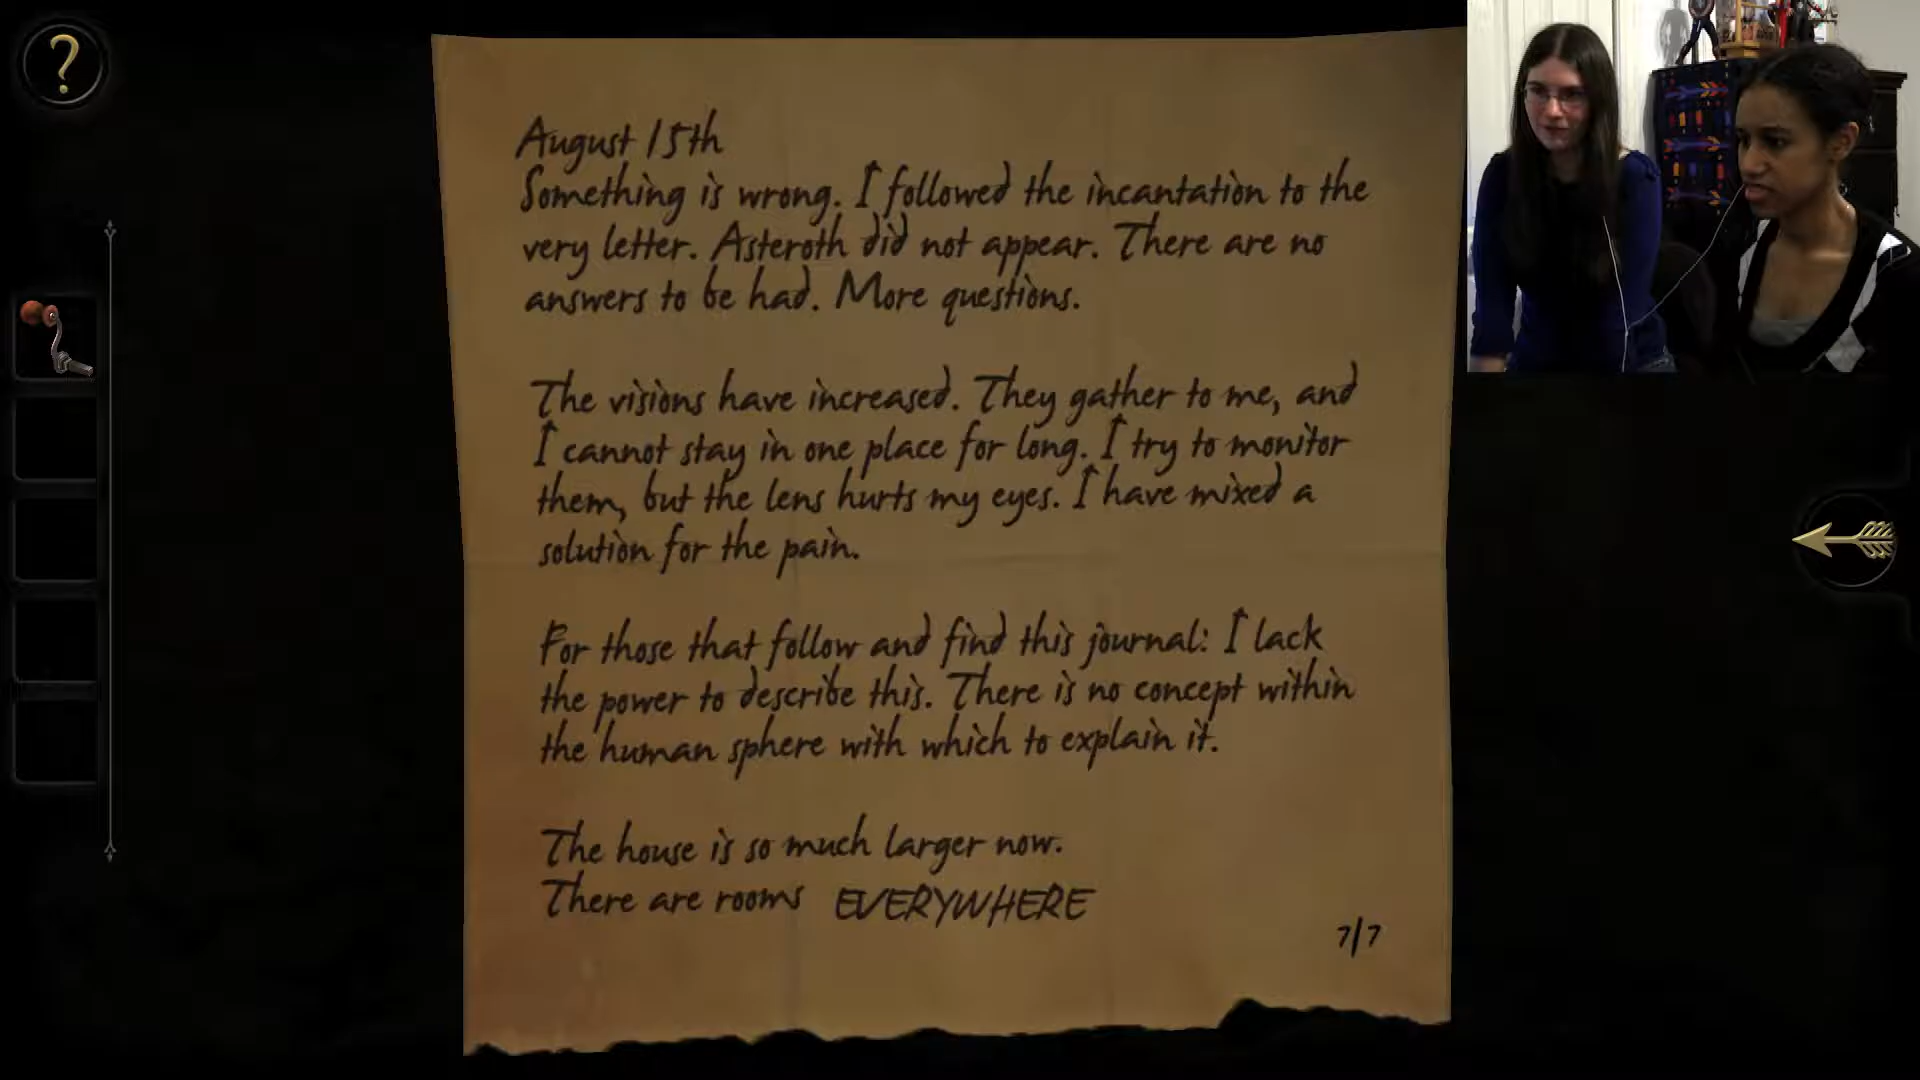 ?
August 15th
Something is wrong. I followed the incantation to the
very letter. Asteroth did not appear. There are no
answers to be had. More questions.
The visions have increased. They gather to me, and
I cannot stay in one place for long. I try to monitor
them, but the lens hurts my eyes. I have mixed a
solution for the pain.
For those that follow and find this journal: I lack
the power to describe this. There is no concept within
the human sphere with which to explain it.
The house is so much larger now.
There are rooms EVERYWHERE
7/7